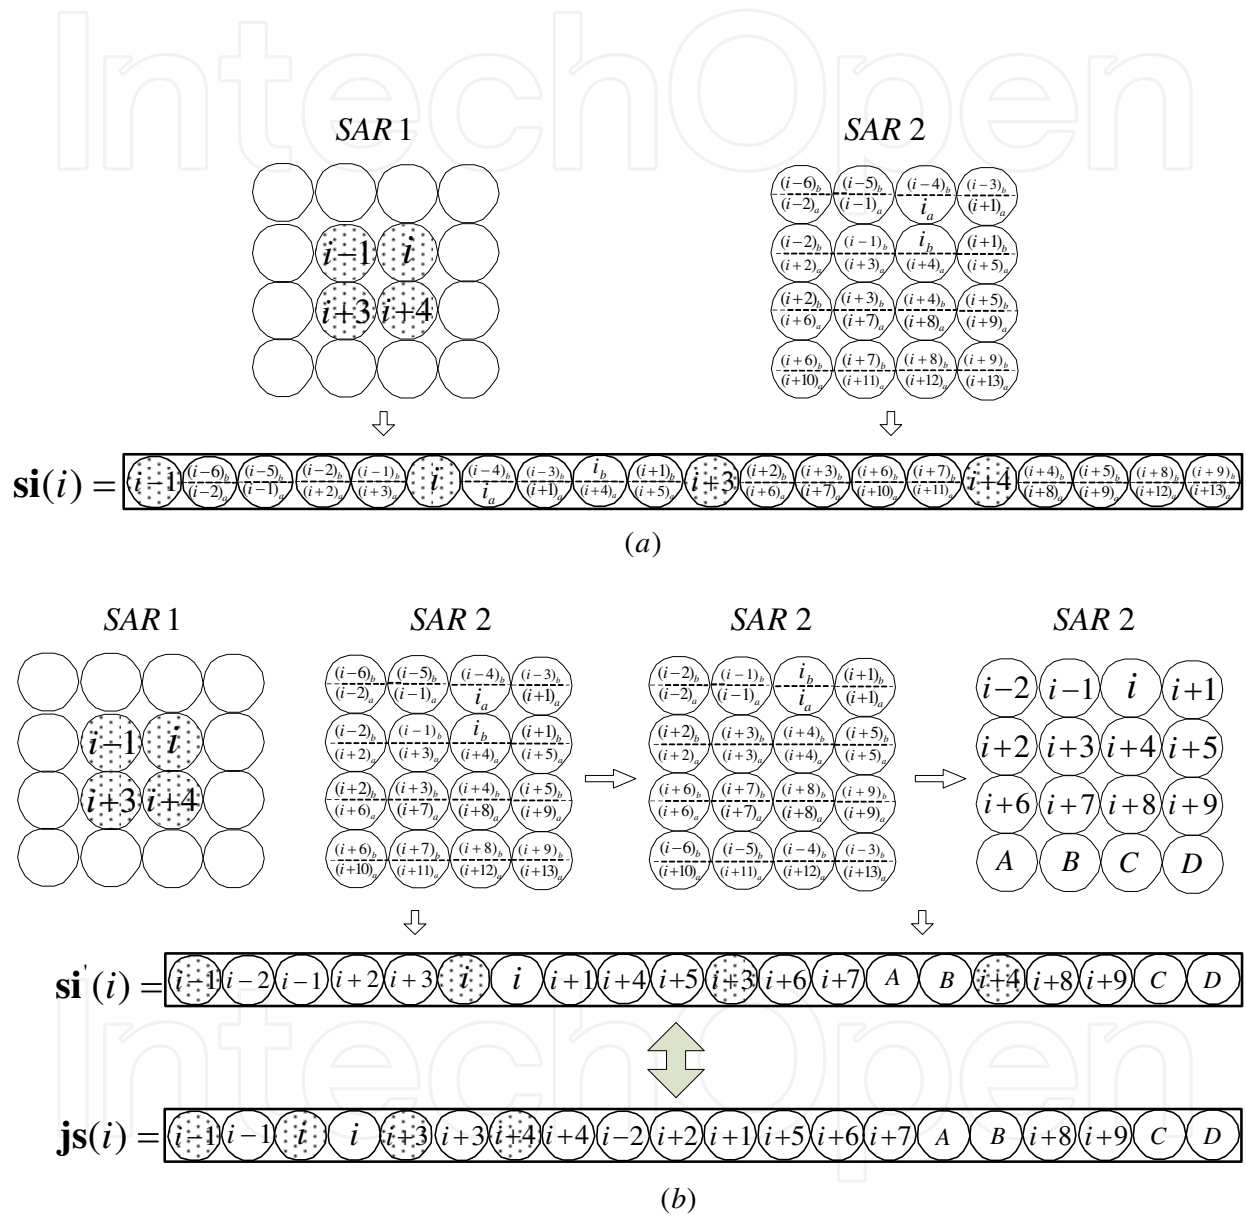 IntechOpen
SAR 1 SAR 2
(i−6)b (i−5)b (i−4)b (i−3)b
(i−2)a (i−1)a ia (i+1)a
i−1 i (i−2)b (i−1)b ib (i+1)b
(i+2)a (i+3)a (i+4)a (i+5)a
i+3 i+4 (i+2)b (i+3)b (i+4)b (i+5)b
(i+6)a (i+7)a (i+8)a (i+9)a
(i+6)b (i+7)b (i+8)b (i+9)b
(i+10)a (i+11)a (i+12)a (i+13)a
si(i) = i−1 (i−6)b/(i−2)a (i−5)b/(i−1)a (i−2)b/(i+2)a (i−1)b/(i+3)a i (i−4)b/ia (i−3)b/(i+1)a ib/(i+4)a (i+1)b/(i+5)a i+3 (i+2)b/(i+6)a (i+3)b/(i+7)a (i+6)b/(i+10)a (i+7)b/(i+11)a i+4 (i+4)b/(i+8)a (i+5)b/(i+9)a (i+8)b/(i+12)a (i+9)b/(i+13)a
(a)
SAR 1 SAR 2 SAR 2 SAR 2
(i−6)b (i−5)b (i−4)b (i−3)b (i−2)b (i−1)b ib (i+1)b
(i−2)a (i−1)a ia (i+1)a (i−2)a (i−1)a ia (i+1)a i−2 i−1 i i+1
i−1 i (i−2)b (i−1)b ib (i+1)b (i+2)b (i+3)b (i+4)b (i+5)b
(i+2)a (i+3)a (i+4)a (i+5)a (i+2)a (i+3)a (i+4)a (i+5)a i+2 i+3 i+4 i+5
i+3 i+4 (i+2)b (i+3)b (i+4)b (i+5)b (i+6)b (i+7)b (i+8)b (i+9)b
(i+6)a (i+7)a (i+8)a (i+9)a (i+6)a (i+7)a (i+8)a (i+9)a i+6 i+7 i+8 i+9
(i+6)b (i+7)b (i+8)b (i+9)b (i−6)b (i−5)b (i−4)b (i−3)b
(i+10)a (i+11)a (i+12)a (i+13)a (i+10)a (i+11)a (i+12)a (i+13)a A B C D
si'(i) = i−1 i−2 i−1 i+2 i+3 i i i+1 i+4 i+5 i+3 i+6 i+7 A B i+4 i+8 i+9 C D
IntechOpen
js(i) = i−1 i−1 i i i+3 i+3 i+4 i+4 i−2 i+2 i+1 i+5 i+6 i+7 A B i+8 i+9 C D
(b)